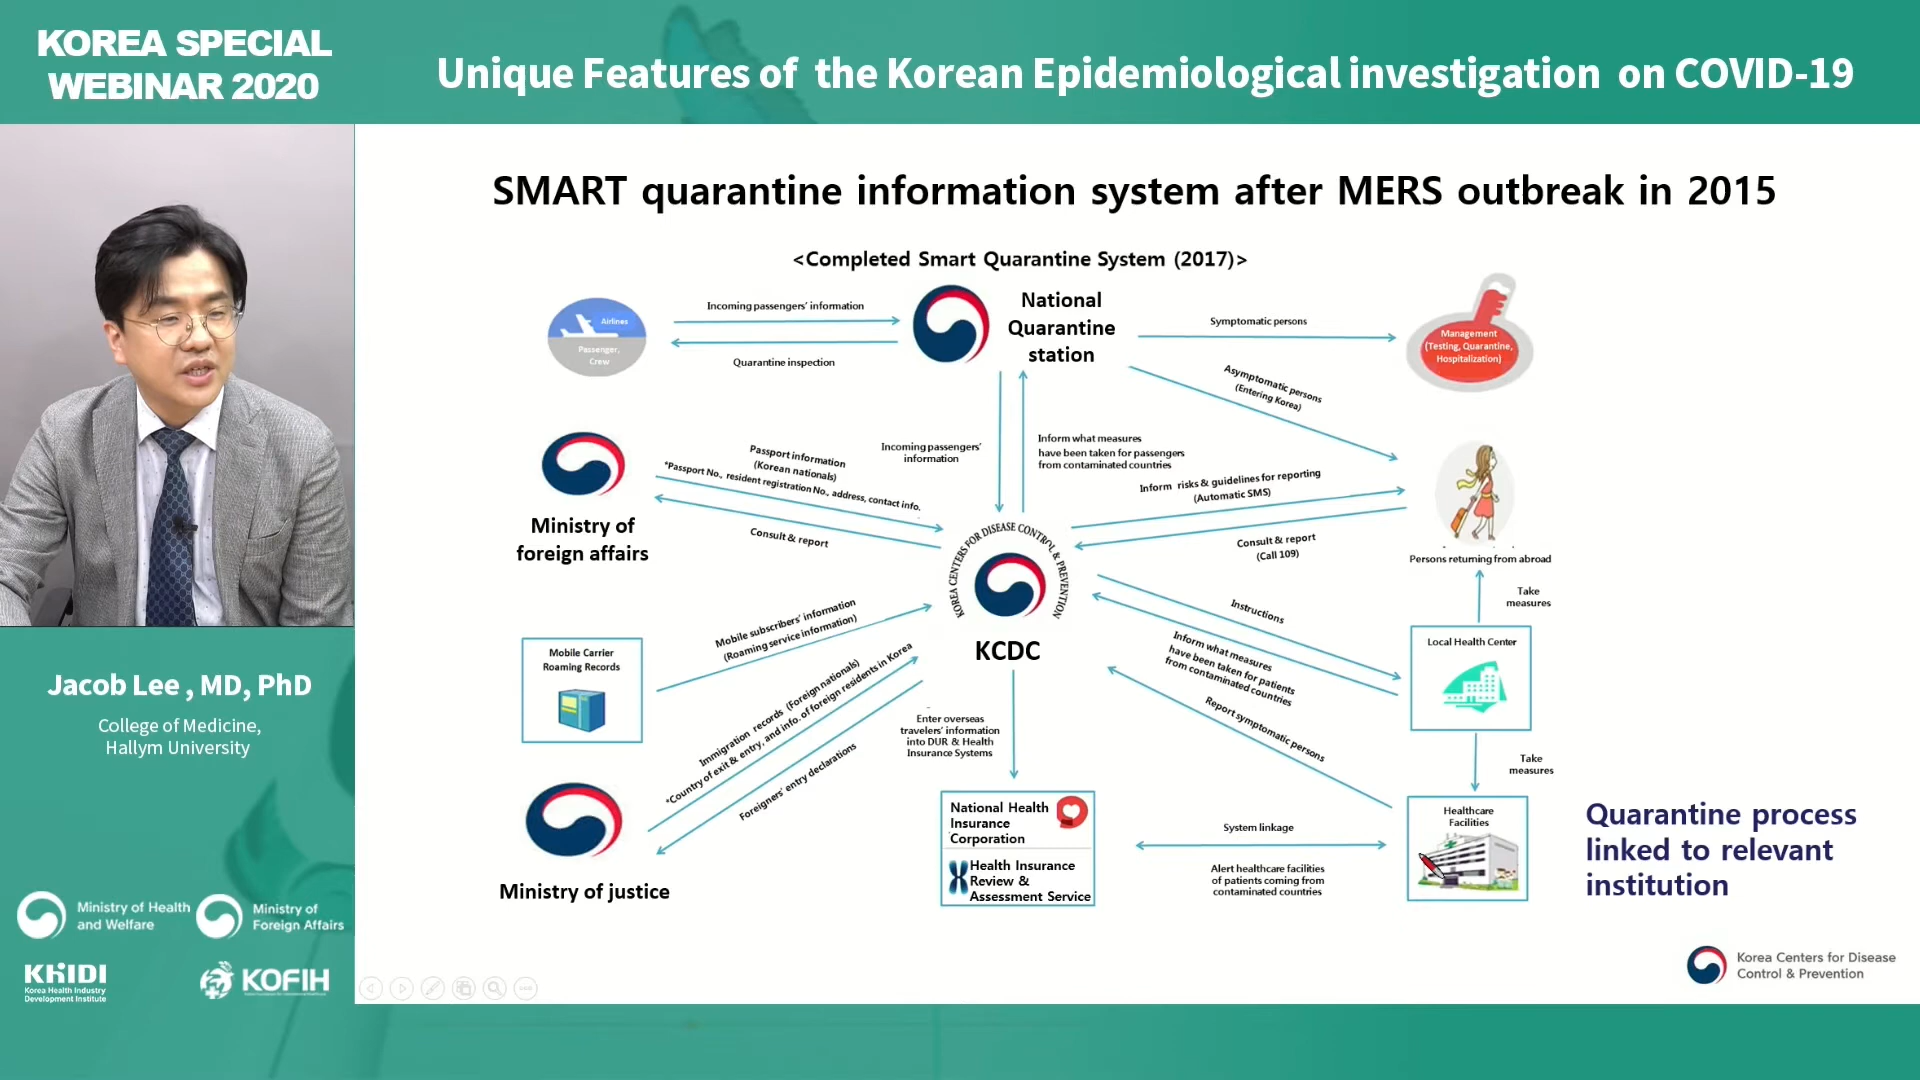 KOREA SPECIAL
WEBINAR 2020
Unique Features of the Korean Epidemiological investigation on COVID-19
SMART quarantine information system after MERS outbreak in 2015
<Completed Smart Quarantine System (2017)>
Airlines
Passenger,
Crew
Incoming passengers' information
Quarantine inspection
National
Quarantine
station
Symptomatic persons
Management
(Testing, Quarantine,
Hospitalization)
Asymptomatic persons
(Entering Korea)
Ministry of
foreign affairs
Passport information
(Korean nationals)
*Passport No., resident registration No., address, contact info.
Consult & report
Incoming passengers'
information
Inform what measures
have been taken for passengers
from contaminated countries
Inform risks & guidelines for reporting
(Automatic SMS)
Consult & report
(Call 109)
Persons returning from abroad
KOREA CENTERS FOR DISEASE CONTROL & PREVENTION
KCDC
Mobile Carrier
Roaming Records
Mobile subscribers' information
(Roaming service information)
Instructions
Inform what measures
have been taken for patients
from contaminated countries
Report symptomatic persons
Take
measures
Local Health Center
Take
measures
Immigration records (Foreign nationals)
*Country of exit & entry, and info. of foreign residents in Korea
Foreigners' entry declarations
Ministry of justice
Enter overseas
travelers' information
into DUR & Health
Insurance Systems
National Health
Insurance
Corporation
Health Insurance
Review &
Assessment Service
System linkage
Alert healthcare facilities
of patients coming from
contaminated countries
Healthcare
Facilities
Quarantine process
linked to relevant
institution
Korea Centers for Disease
Control & Prevention
Jacob Lee , MD, PhD
College of Medicine,
Hallym University
Ministry of Health
and Welfare
Ministry of
Foreign Affairs
KHIDI
Korea Health Industry
Development Institute
KOFIH